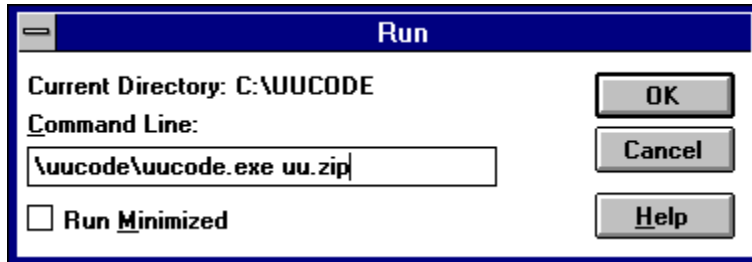 Run
Current Directory: C:\UUCODE
OK
Command Line:
Cancel
\uucode\uucode.exe uu.zip
Run Minimized
Help